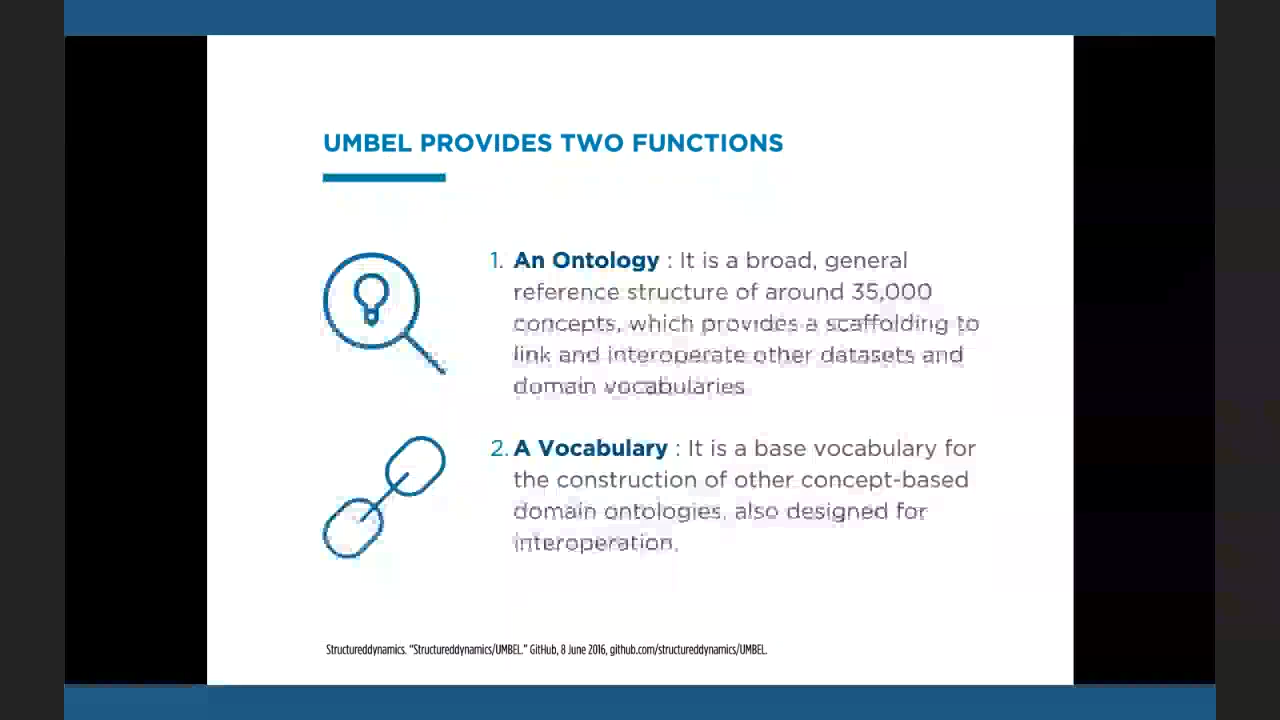 UMBEL PROVIDES TWO FUNCTIONS
1. An Ontology : It is a broad, general
reference structure of around 35,000
concepts, which provides a scaffolding to
link and interoperate other datasets and
domain vocabularies
2. A Vocabulary : It is a base vocabulary for
the construction of other concept-based
domain ontologies, also designed for
interoperation.
Structureddynamics. “Structureddynamics/UMBEL.” GitHub, 8 June 2016, github.com/structureddynamics/UMBEL.